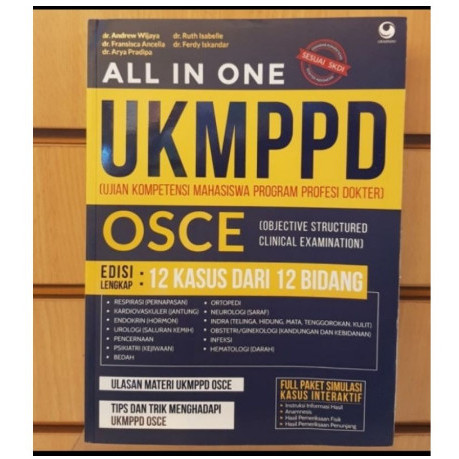 dr. Andrew Wijaya
dr. Fransisca Ancella
dr. Arya Pradipa
dr. Ruth Isabelle
dr. Ferdy Iskandar
SESUAI SKDI
ALL IN ONE
UKMPPD
(UJIAN KOMPETENSI MAHASISWA PROGRAM PROFESI DOKTER)
OSCE
(OBJECTIVE STRUCTURED
CLINICAL EXAMINATION)
EDISI
LENGKAP
: 12 KASUS DARI 12 BIDANG
• RESPIRASI (PERNAPASAN)
• KARDIOVASKULER (JANTUNG)
• ENDOKRIN (HORMON)
• UROLOGI (SALURAN KEMIH)
• PENCERNAAN
• PSIKIATRI (KEJIWAAN)
• BEDAH
• ORTOPEDI
• NEUROLOGI (SARAF)
• INDRA (TELINGA, HIDUNG, MATA, TENGGOROKAN, KULIT)
• OBSTETRI/GINEKOLOGI (KANDUNGAN DAN KEBIDANAN)
• INFEKSI
• HEMATOLOGI (DARAH)
ULASAN MATERI UKMPPD OSCE
TIPS DAN TRIK MENGHADAPI
UKMPPD OSCE
FULL PAKET SIMULASI
KASUS INTERAKTIF
• Instruksi Informasi Hasil
• Anamnesis
• Hasil Pemeriksaan Fisik
• Hasil Pemeriksaan Penunjang